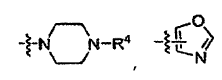 -N N-R⁴ , O N